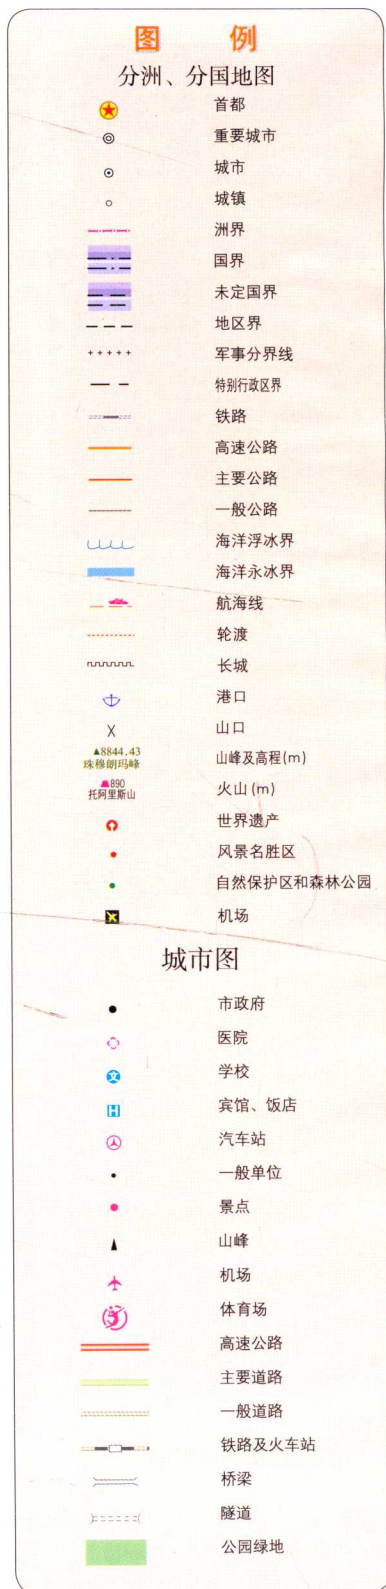 图 例
分洲、分国地图
首都
重要城市
城市
城镇
洲界
国界
未定国界
地区界
军事分界线
特别行政区界
铁路
高速公路
主要公路
一般公路
海洋浮冰界
海洋永冰界
航海线
轮渡
长城
港口
山口
▲8844.43
珠穆朗玛峰
山峰及高程(m)
890
托阿里斯山
火山(m)
世界遗产
风景名胜区
自然保护区和森林公园
机场
城市图
市政府
医院
文 学校
H 宾馆、饭店
汽车站
一般单位
景点
山峰
机场
体育场
高速公路
主要道路
一般道路
铁路及火车站
桥梁
隧道
公园绿地